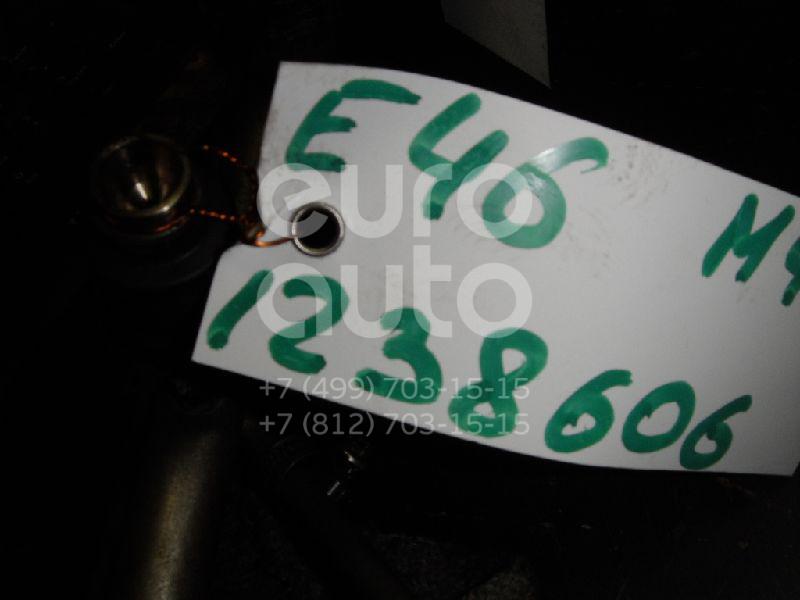 E46
M4
euro
auto
1238606
+7 (499) 703-15-15
+7 (812) 703-15-15